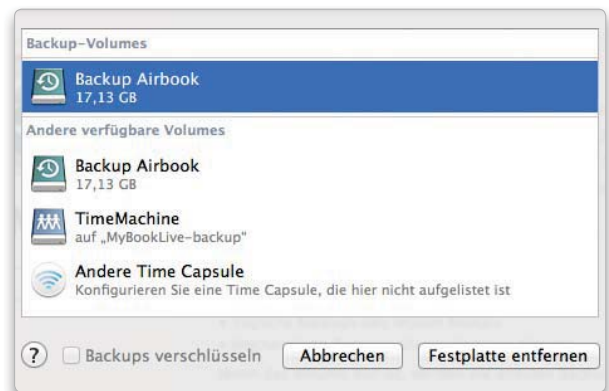 Backup-Volumes
Backup Airbook
17,13 GB
Andere verfügbare Volumes
Backup Airbook
17,13 GB
TimeMachine
auf „MyBookLive-backup“
Andere Time Capsule
Konfigurieren Sie eine Time Capsule, die hier nicht aufgelistet ist
? Backups verschlüsseln Abbrechen Festplatte entfernen